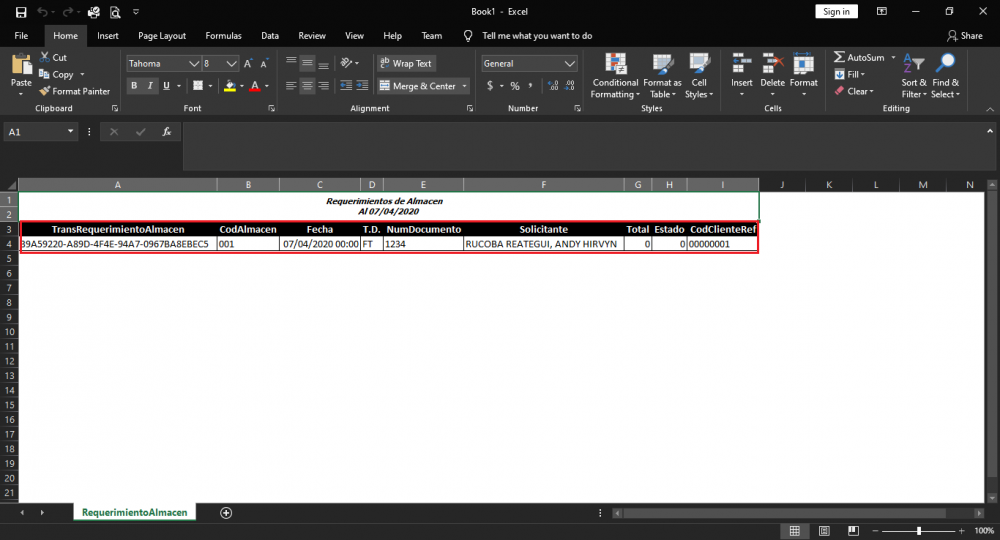 Book1 - Excel
Sign in
File Home Insert Page Layout Formulas Data Review View Help Team Tell me what you want to do Share
Paste
Cut
Copy
Format Painter
Clipboard
Tahoma 8
B I U
Font
Wrap Text
Merge & Center
Alignment
General
$ % ,
Number
Conditional Formatting
Format as Table
Cell Styles
Styles
Insert Delete Format
Cells
AutoSum
Fill
Clear
Sort & Filter
Find & Select
Editing
A1 fx
A B C D E F G H I J K L M N
1 Requerimientos de Almacen
2 Al 07/04/2020
3 TransRequerimientoAlmacen CodAlmacen Fecha T.D. NumDocumento Solicitante Total Estado CodClienteRef
4 39A59220-A89D-4F4E-94A7-0967BA8EBEC5 001 07/04/2020 00:00 FT 1234 RUCOBA REATEGUI, ANDY HIRVYN 0 0 00000001
5
6
7
8
9
10
11
12
13
14
15
16
17
18
19
20
21
RequerimientoAlmacen
100%